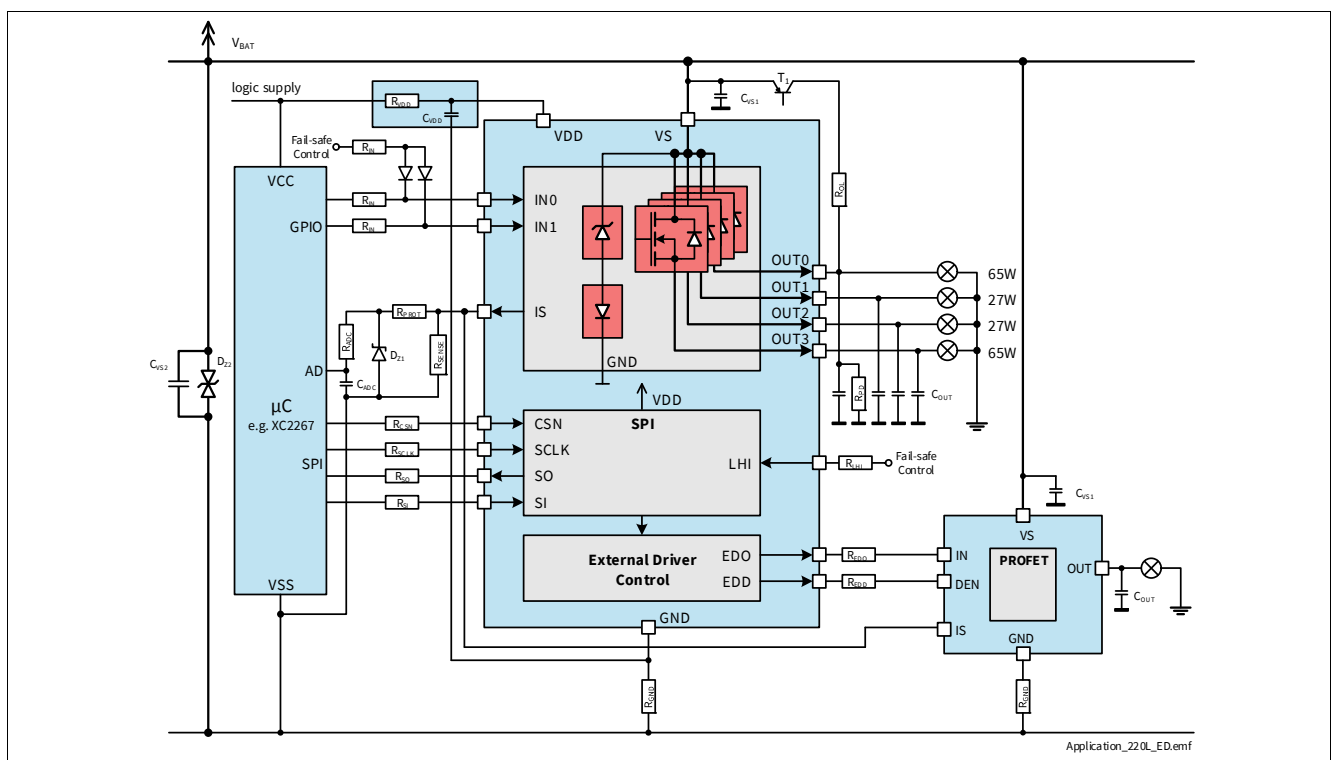 V_BAT
T₁
logic supply
R_VDD
C_VDD
C_VS1
VDD
VS
Fail-safe
Control
R_IN
VCC
R_IN
IN0
R_OL
GPIO
R_IN
IN1
OUT0
65W
OUT1
27W
IS
R_PROT
OUT2
27W
R_ADC
D_Z1
R_SENSE
OUT3
65W
C_VS2
D_Z2
GND
AD
C_ADC
R_PD
C_OUT
VDD
µC
e.g. XC2267
R_CSN
CSN
SPI
R_SCLK
SCLK
SPI
LHI
R_LHI
Fail-safe
Control
R_SO
SO
R_SI
SI
C_VS1
VS
External Driver
Control
EDO
R_EDO
IN
PROFET
OUT
EDD
R_EDD
DEN
VSS
C_OUT
GND
IS
GND
R_GND
R_GND
Application_220L_ED.emf